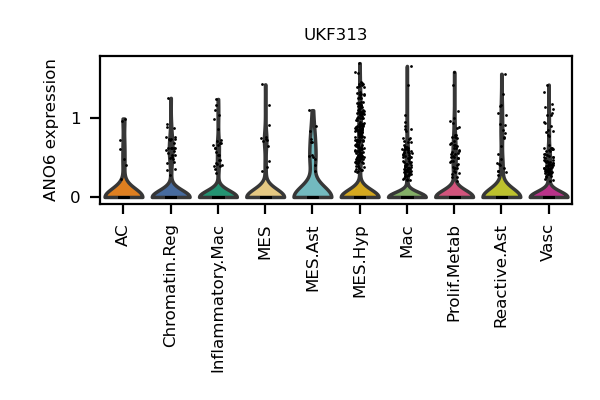 UKF313
ANO6 expression
1
0
AC
Chromatin.Reg
Inflammatory.Mac
MES
MES.Ast
MES.Hyp
Mac
Prolif.Metab
Reactive.Ast
Vasc